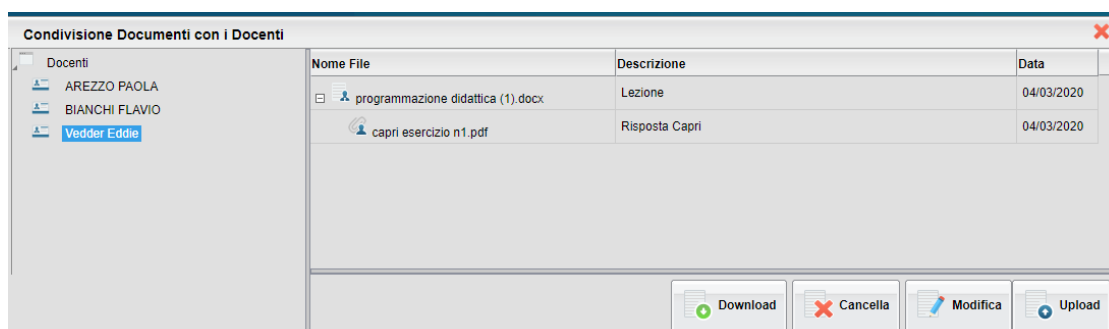 Condivisione Documenti con i Docenti
Docenti
AREZZO PAOLA
BIANCHI FLAVIO
Vedder Eddie
Nome File Descrizione Data
programmazione didattica (1).docx Lezione 04/03/2020
capri esercizio n1.pdf Risposta Capri 04/03/2020
Download Cancella Modifica Upload